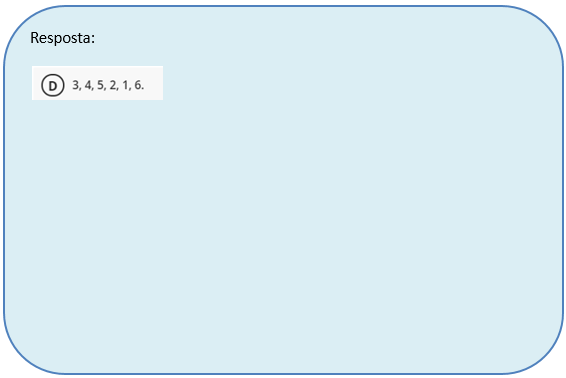 Resposta:
D 3, 4, 5, 2, 1, 6.